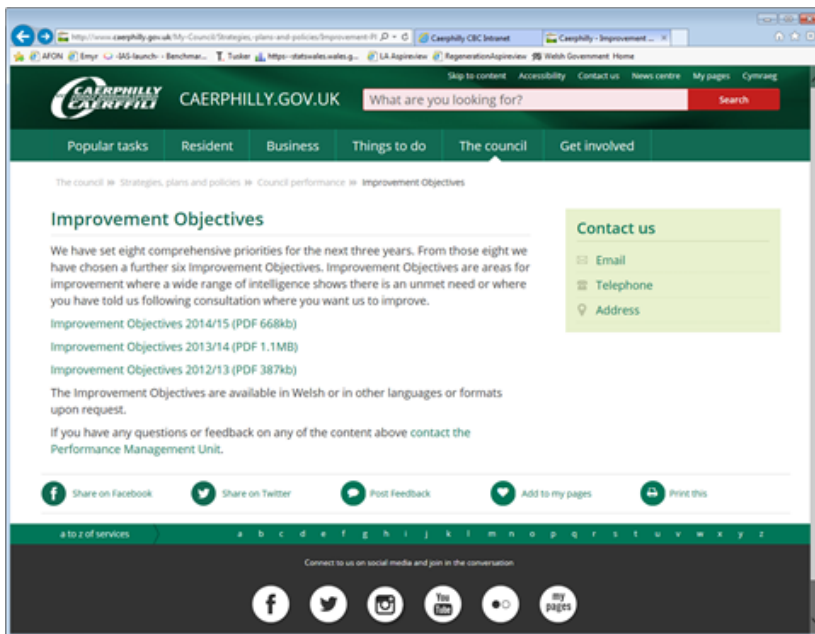 http://www.caerphilly.gov.uk/My-Council/Strategies,-plans-and-policies/Improvement-Pl
Caerphilly CBC Intranet
Caerphilly - Improvement ...
AFON Emyr -IAS-launch-- Benchmar... Tusker https--statswales.wales.g... LA Aspireview RegenerationAspireview Welsh Government Home
Skip to content Accessibility Contact us News centre My pages Cymraeg
CAERPHILLY
CAERFFILI
CAERPHILLY.GOV.UK
What are you looking for?
Search
Popular tasks Resident Business Things to do The council Get involved
The council » Strategies, plans and policies » Council performance » Improvement Objectives
Improvement Objectives
We have set eight comprehensive priorities for the next three years. From those eight we
have chosen a further six Improvement Objectives. Improvement Objectives are areas for
improvement where a wide range of intelligence shows there is an unmet need or where
you have told us following consultation where you want us to improve.
Improvement Objectives 2014/15 (PDF 668kb)
Improvement Objectives 2013/14 (PDF 1.1MB)
Improvement Objectives 2012/13 (PDF 387kb)
The Improvement Objectives are available in Welsh or in other languages or formats
upon request.
If you have any questions or feedback on any of the content above contact the
Performance Management Unit.
Contact us
Email
Telephone
Address
Share on Facebook Share on Twitter Post Feedback Add to my pages Print this
a to z of services a b c d e f g h i j k l m n o p q r s t u v w x y z
Connect to us on social media and join in the conversation
You
Tube
my
pages